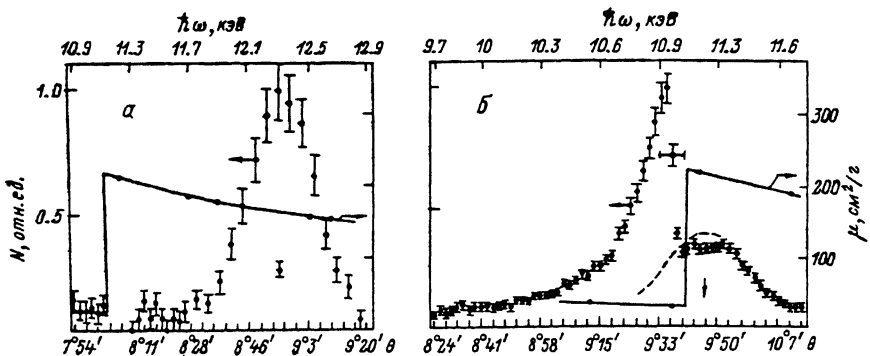 ħω, кэв
10.9 11.3 11.7 12.1 12.5 12.9
1.0
0.5
N, отн.ед.
а
7°54' 8°11' 8°28' 8°46' 9°3' 9°20' θ
ħω, кэв
9.7 10 10.3 10.6 10.9 11.3 11.6
б
300
200
100
μ, см²/г
8°24' 8°41' 8°58' 9°15' 9°33' 9°50' 10°7' θ